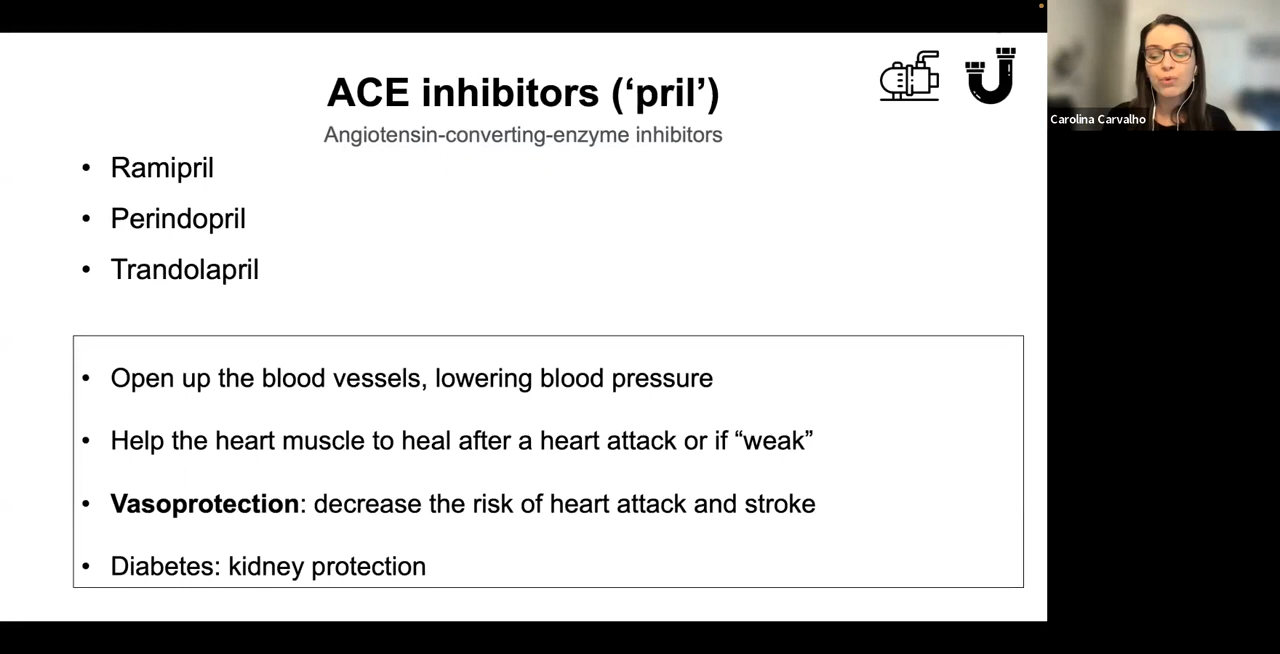 ACE inhibitors (‘pril’)
Angiotensin-converting-enzyme inhibitors
• Ramipril
• Perindopril
• Trandolapril
• Open up the blood vessels, lowering blood pressure
• Help the heart muscle to heal after a heart attack or if “weak”
• Vasoprotection: decrease the risk of heart attack and stroke
• Diabetes: kidney protection
Carolina Carvalho